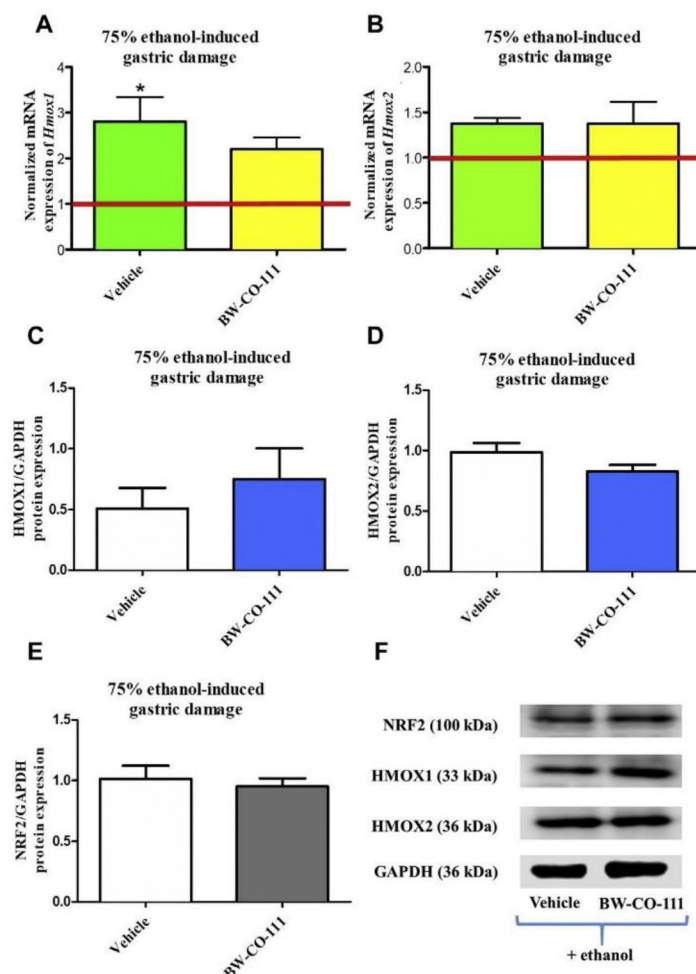 A
75% ethanol-induced
gastric damage
Normalized mRNA
expression of Hmox1
4
3
2
1
0
*
Vehicle
BW-CO-111
B
75% ethanol-induced
gastric damage
Normalized mRNA
expression of Hmox2
2.0
1.5
1.0
0.5
0.0
Vehicle
BW-CO-111
C
75% ethanol-induced
gastric damage
HMOX1/GAPDH
protein expression
1.5
1.0
0.5
0.0
Vehicle
BW-CO-111
D
75% ethanol-induced
gastric damage
HMOX2/GAPDH
protein expression
1.5
1.0
0.5
0.0
Vehicle
BW-CO-111
E
75% ethanol-induced
gastric damage
NRF2/GAPDH
protein expression
1.5
1.0
0.5
0.0
Vehicle
BW-CO-111
F
NRF2 (100 kDa)
HMOX1 (33 kDa)
HMOX2 (36 kDa)
GAPDH (36 kDa)
Vehicle BW-CO-111
+ ethanol